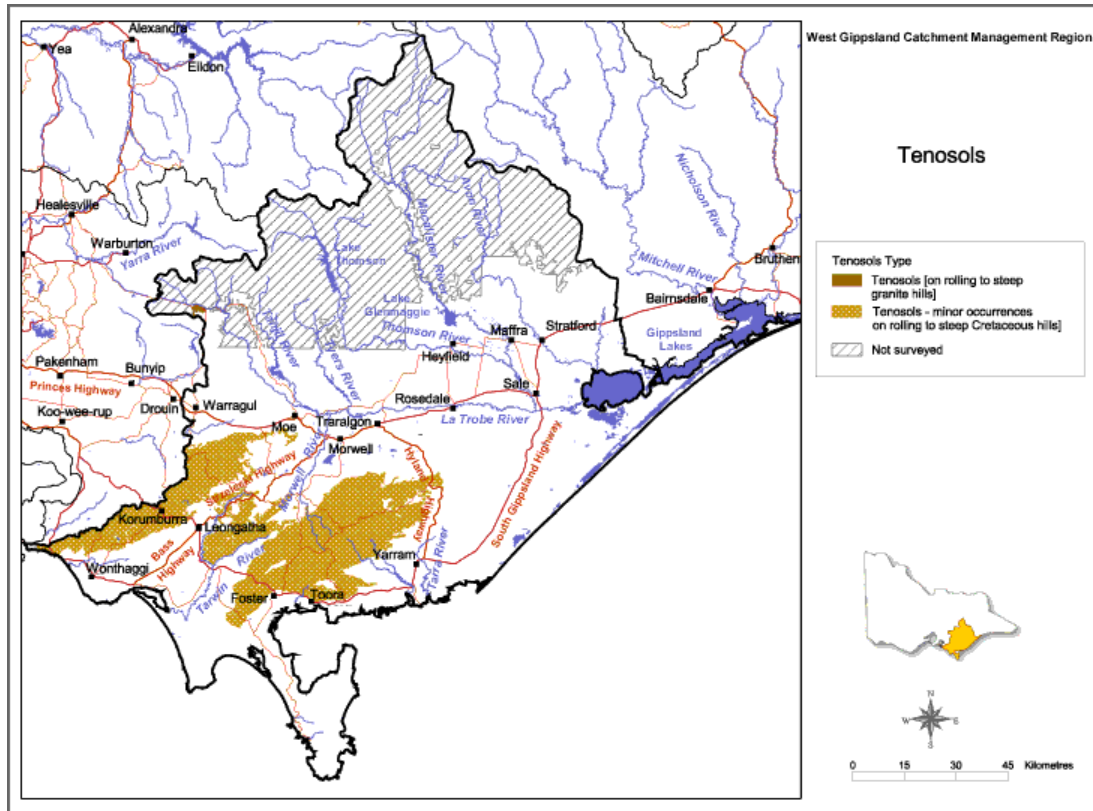 West Gippsland Catchment Management Region
Tenosols
Tenosols Type
Tenosols [on rolling to steep
granite hills]
Tenosols - minor occurrences
on rolling to steep Cretaceous hills]
Not surveyed
Alexandra
Yea
Eildon
Healesville
Warburton
Yarra River
Lake
Thomson
Macalister River
Avon River
Nicholson River
Mitchell River
Bruthen
Bairnsdale
Lake
Glenmaggie
Thomson River
Maffra
Stratford
Gippsland
Lakes
Heyfield
Pakenham
Bunyip
Princes Highway
Koo-wee-rup
Drouin
Warragul
Tanjil River
Tyers River
Rosedale
Sale
La Trobe River
Moe
Traralgon
Morwell
Morwell River
Strzelecki Highway
Hyland Highway
South Gippsland Highway
Korumburra
Leongatha
Bass
Highway
Wonthaggi
Tarwin River
Yarram
Tarra River
Foster
Toora
N
W
E
S
0 15 30 45 Kilometres